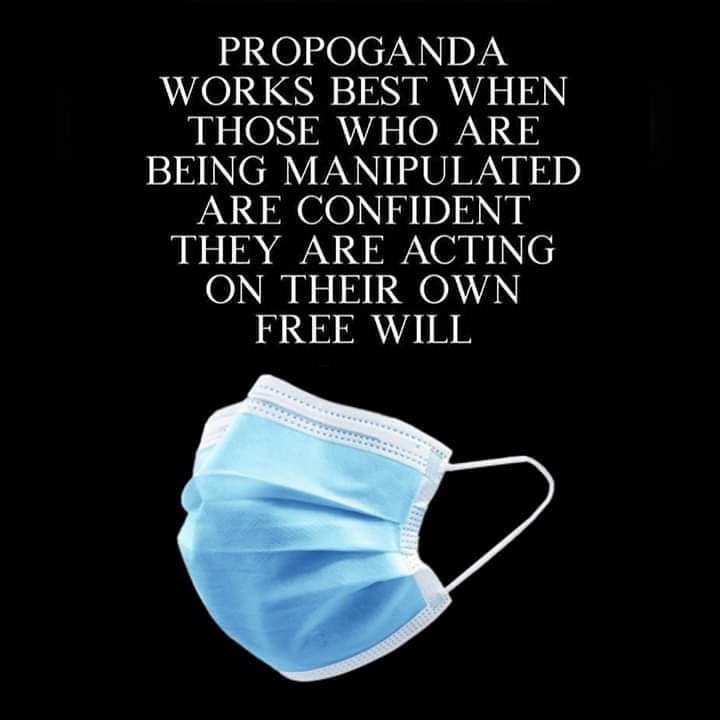 PROPOGANDA
WORKS BEST WHEN
THOSE WHO ARE
BEING MANIPULATED
ARE CONFIDENT
THEY ARE ACTING
ON THEIR OWN
FREE WILL